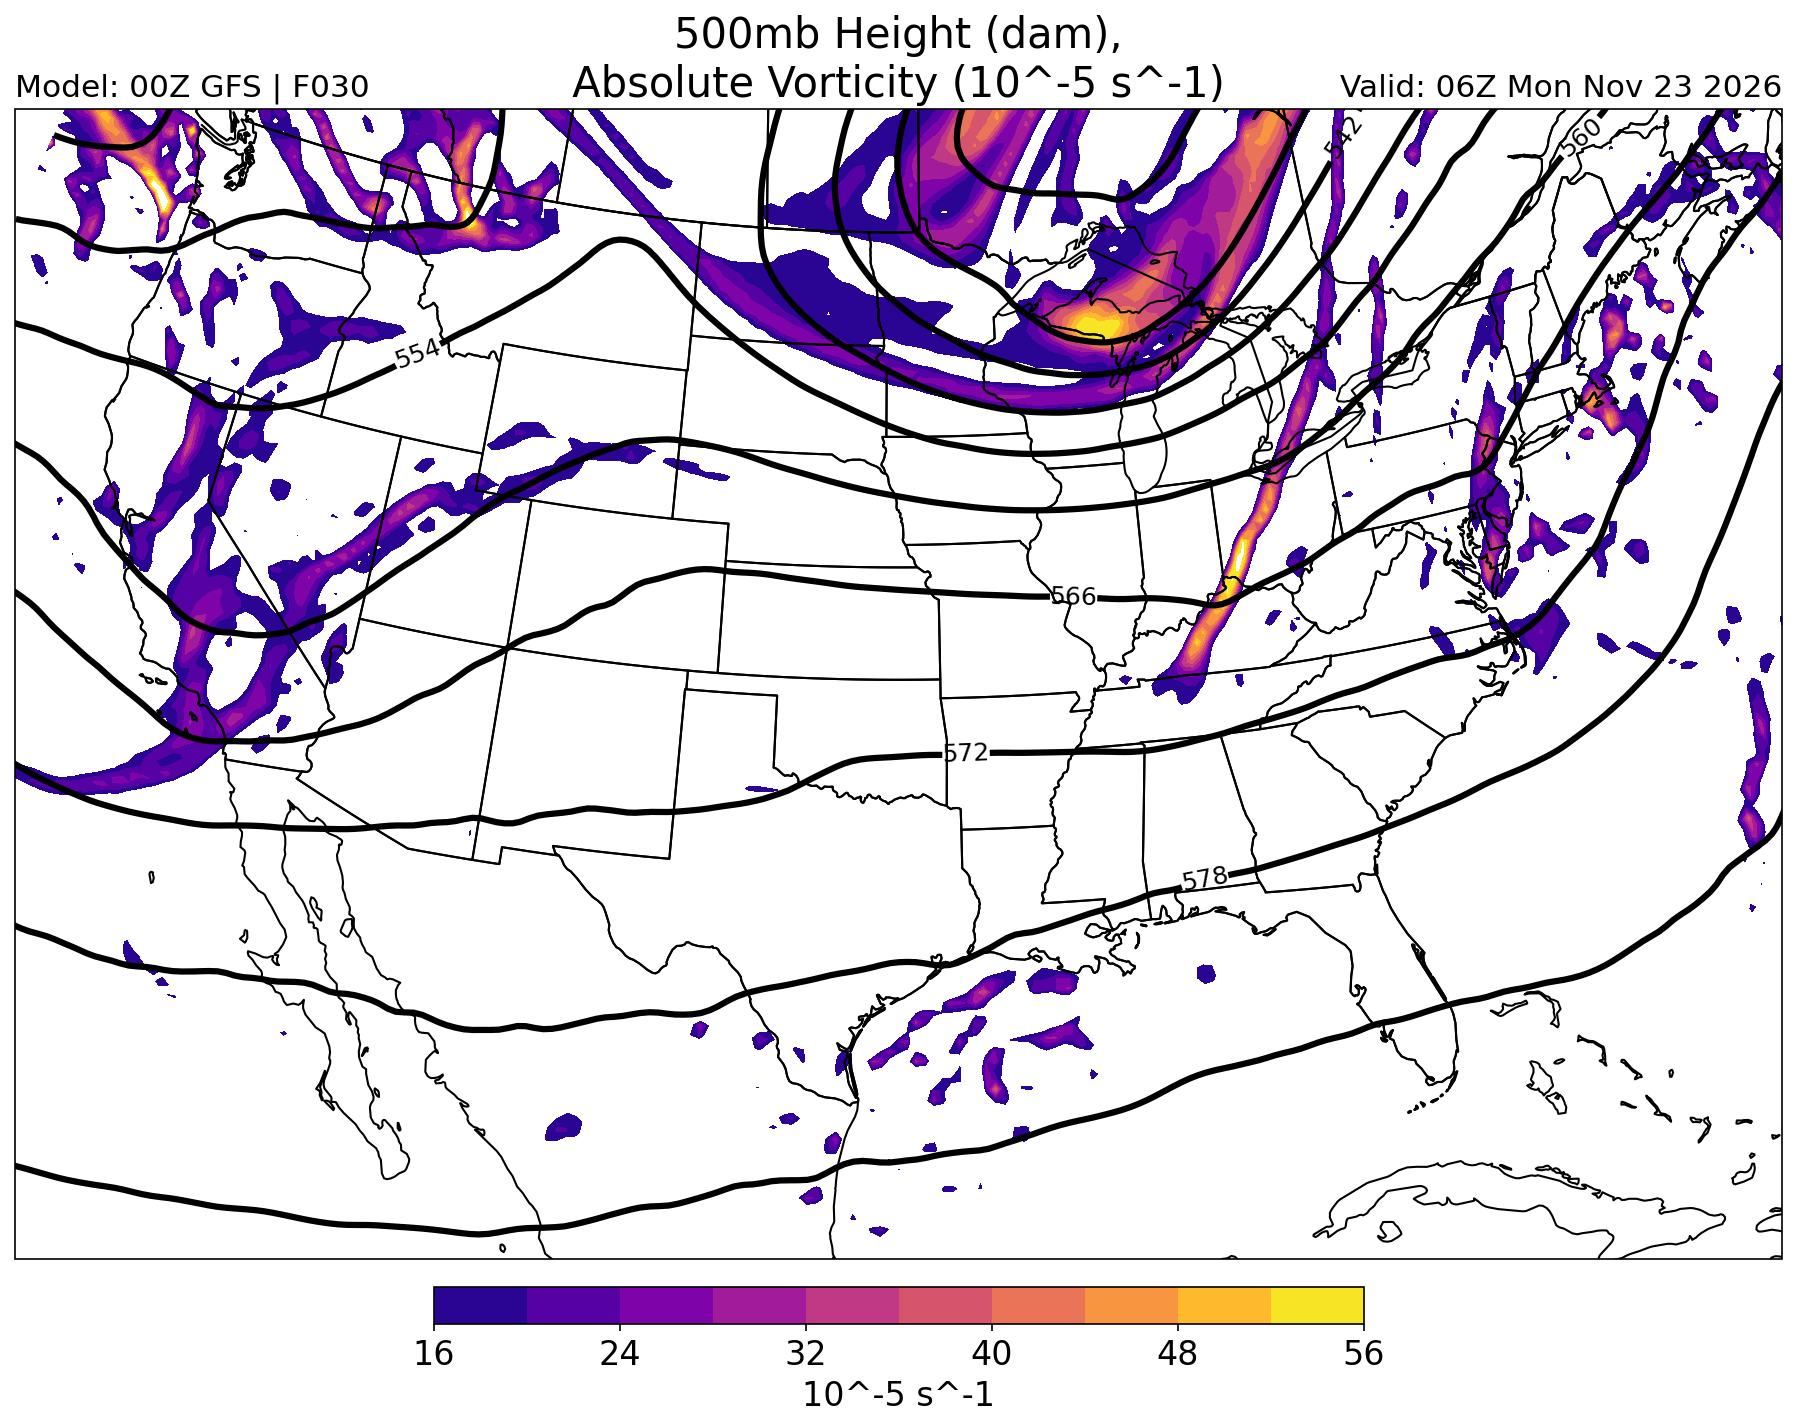 500mb Height (dam),
Absolute Vorticity (10^-5 s^-1)
Model: 00Z GFS | F030
Valid: 06Z Mon Nov 23 2026
542
560
554
566
572
578
16 24 32 40 48 56
10^-5 s^-1